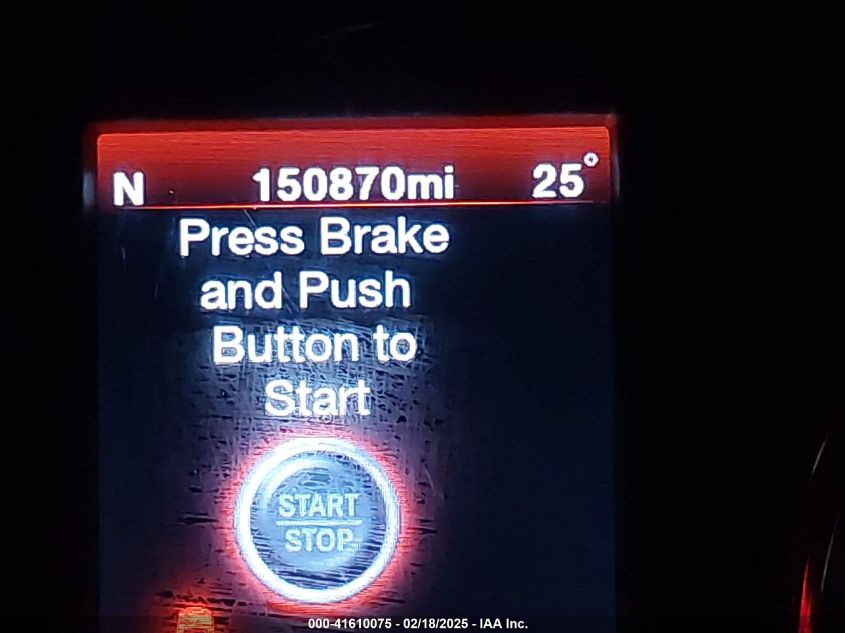 N 150870mi 25°
Press Brake
and Push
Button to
Start
START
STOP
000-41610075 - 02/18/2025 - IAA Inc.